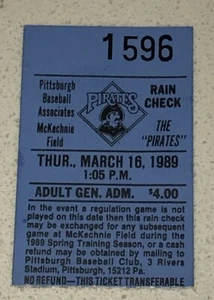 1596
Pittsburgh
Baseball
Associates
McKechnie
Field
PIRATES
RAIN
CHECK
THE
"PIRATES"
THUR., MARCH 16, 1989
1:05 P.M.
ADULT GEN. ADM. $4.00
In the event a regulation game is not
played on this date then this rain check
may be exchanged for any subsequent
game at McKechnie Field during the
1989 Spring Training Season, or a cash
refund may be obtained by mailing to
Pittsburgh Baseball Club, 3 Rivers
Stadium, Pittsburgh, 15212 Pa.
NO REFUND—THIS TICKET TRANSFERABLE